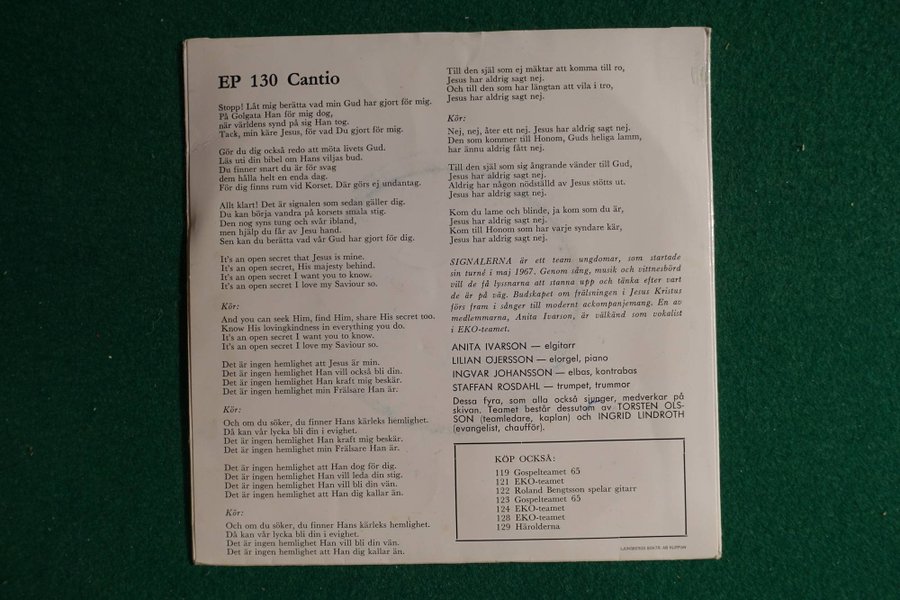 EP 130 Cantio
Stopp! Låt mig berätta vad min Gud har gjort för mig.
På Golgata Han för mig dog,
när världens synd på sig Han tog.
Tack, min käre Jesus, för vad Du gjort för mig.
Gör du dig också redo att möta livets Gud.
Läs uti din bibel om Hans viljas bud.
Du finner snart du är för svag
dem hålla helt en enda dag.
För dig finns rum vid Korset. Där görs ej undantag.
Allt klart! Det är signalen som sedan gäller dig.
Du kan börja vandra på korsets smala stig.
Den nog syns tung och svår ibland,
men hjälp du får av Jesu hand.
Sen kan du berätta vad vår Gud har gjort för dig.
It's an open secret that Jesus is mine.
It's an open secret, His majesty behind.
It's an open secret I want you to know.
It's an open secret I love my Saviour so.
Kör:
And you can seek Him, find Him, share His secret too.
Know His lovingkindness in everything you do.
It's an open secret I want you to know.
It's an open secret I love my Saviour so.
Det är ingen hemlighet att Jesus är min.
Det är ingen hemlighet Han vill också bli din.
Det är ingen hemlighet Han kraft mig beskär.
Det är ingen hemlighet min Frälsare Han är.
Kör:
Och om du söker, du finner Hans kärleks hemlighet.
Då kan vår lycka bli din i evighet.
Det är ingen hemlighet Han kraft mig beskär.
Det är ingen hemlighet min Frälsare Han är.
Det är ingen hemlighet att Han dog för dig.
Det är ingen hemlighet Han vill leda din stig.
Det är ingen hemlighet Han vill bli din vän.
Det är ingen hemlighet att Han dig kallar än.
Kör:
Och om du söker, du finner Hans kärleks hemlighet.
Då kan vår lycka bli din i evighet.
Det är ingen hemlighet Han vill bli din vän.
Det är ingen hemlighet att Han dig kallar än.
Till den själ som ej mäktar att komma till ro,
Jesus har aldrig sagt nej.
Och till den som har längtan att vila i tro,
Jesus har aldrig sagt nej.
Kör:
Nej, nej, åter ett nej. Jesus har aldrig sagt nej.
Den som kommer till Honom, Guds heliga lamm,
har ännu aldrig fått nej.
Till den själ som sig ångrande vänder till Gud,
Jesus har aldrig sagt nej.
Aldrig har någon nödställd av Jesus stötts ut.
Jesus har aldrig sagt nej.
Kom du lame och blinde, ja kom som du är,
Jesus har aldrig sagt nej.
Kom till Honom som har varje syndare kär,
Jesus har aldrig sagt nej.
SIGNALERNA är ett team ungdomar, som startade
sin turné i maj 1967. Genom sång, musik och vittnesbörd
vill de få lyssnarna att stanna upp och tänka efter vart
de är på väg. Budskapet om frälsningen i Jesus Kristus
förs fram i sånger till modernt ackompanjemang. En av
medlemmarna, Anita Ivarson, är välkänd som vokalist
i EKO-teamet.
ANITA IVARSON — elgitarr
LILIAN ÖJERSSON — elorgel, piano
INGVAR JOHANSSON — elbas, kontrabas
STAFFAN ROSDAHL — trumpet, trummor
Dessa fyra, som alla också sjunger, medverkar på
skivan. Teamet består dessutom av TORSTEN OLS-
SON (teamledare, kaplan) och INGRID LINDROTH
(evangelist, chaufför).
KÖP OCKSÅ:
119 Gospelteamet 65
121 EKO-teamet
122 Roland Bengtsson spelar gitarr
123 Gospelteamet 65
124 EKO-teamet
128 EKO-teamet
129 Härolderna
LJUNGBERGS BOKTR. AB KLIPPAN